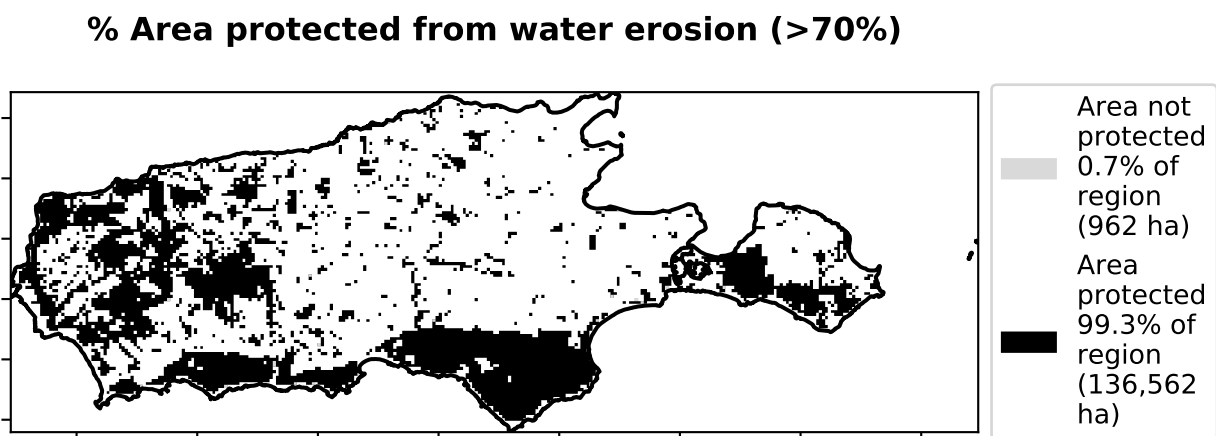 % Area protected from water erosion (>70%)
Area not
protected
0.7% of
region
(962 ha)
Area
protected
99.3% of
region
(136,562
ha)